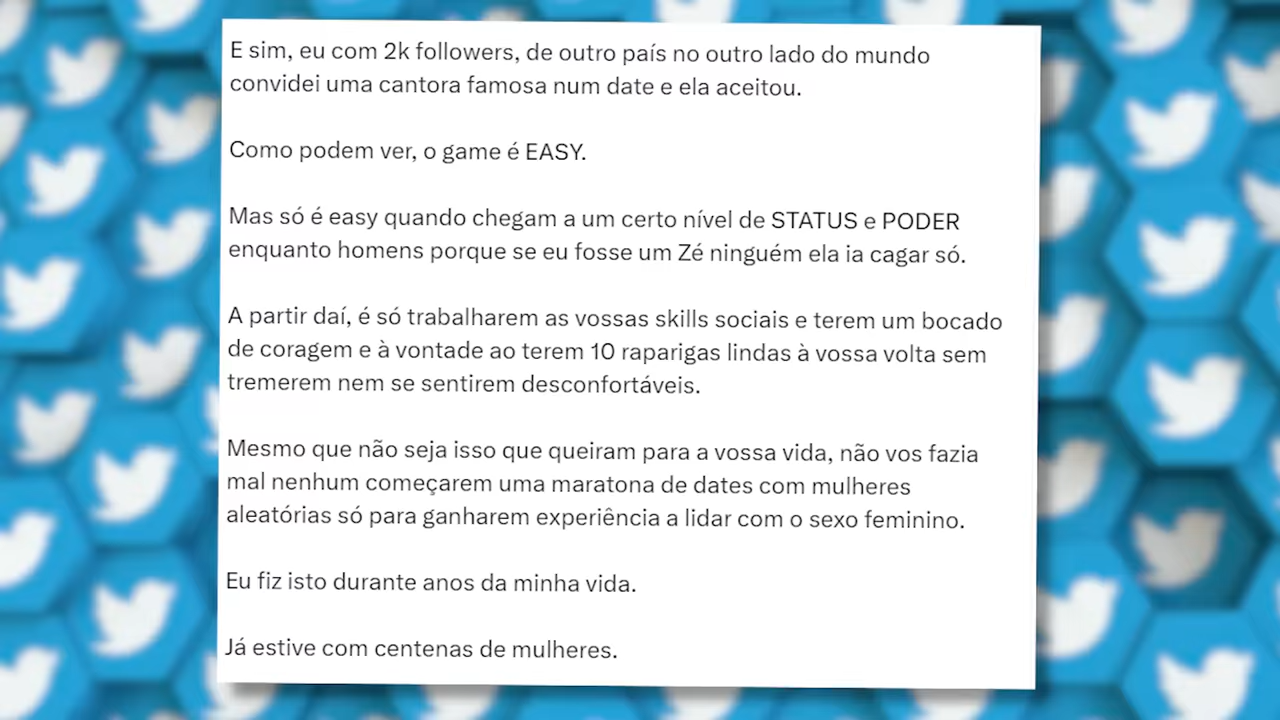 E sim, eu com 2k followers, de outro país no outro lado do mundo
convidei uma cantora famosa num date e ela aceitou.
Como podem ver, o game é EASY.
Mas só é easy quando chegam a um certo nível de STATUS e PODER
enquanto homens porque se eu fosse um Zé ninguém ela ia cagar só.
A partir daí, é só trabalharem as vossas skills sociais e terem um bocado
de coragem e à vontade ao terem 10 raparigas lindas à vossa volta sem
tremerem nem se sentirem desconfortáveis.
Mesmo que não seja isso que queiram para a vossa vida, não vos fazia
mal nenhum começarem uma maratona de dates com mulheres
aleatórias só para ganharem experiência a lidar com o sexo feminino.
Eu fiz isto durante anos da minha vida.
Já estive com centenas de mulheres.